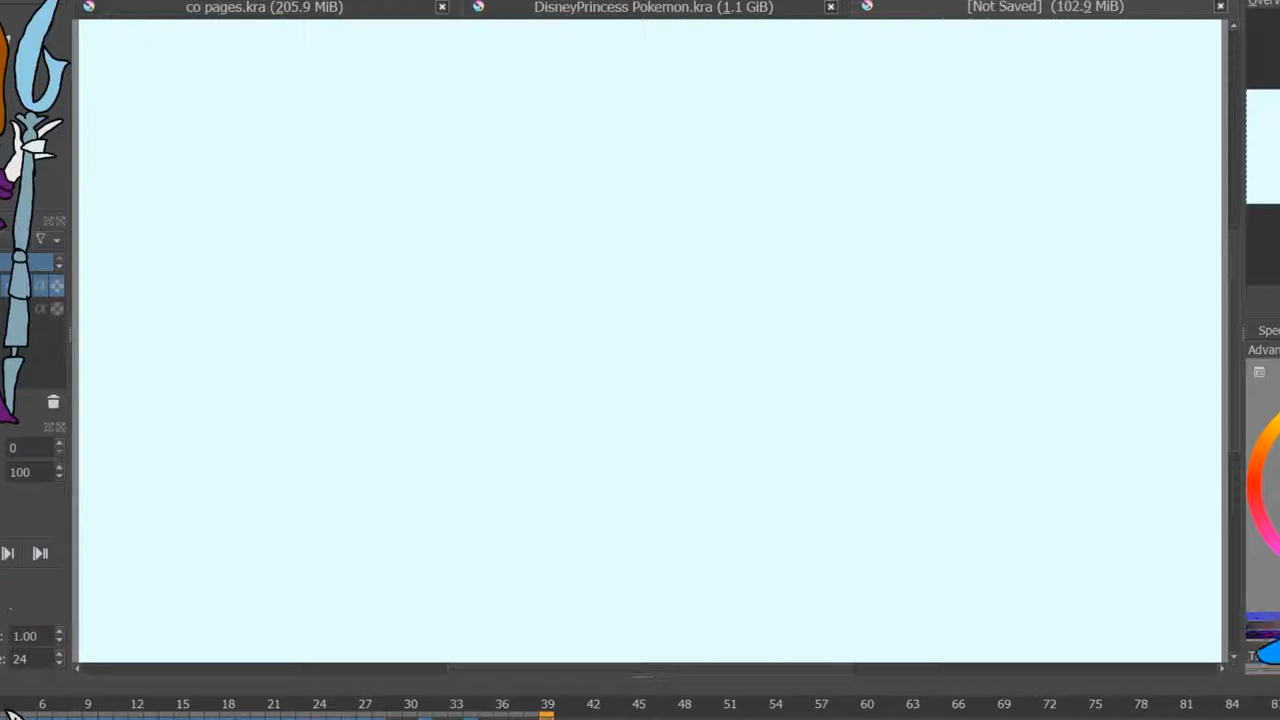 co pages.kra (205.9 MiB)
DisneyPrincess Pokemon.kra (1.1 GiB)
[Not Saved] (102.9 MiB)
Spec
Advan
0
100
1.00
: 24
6 9 12 15 18 21 24 27 30 33 36 39 42 45 48 51 54 57 60 63 66 69 72 75 78 81 84